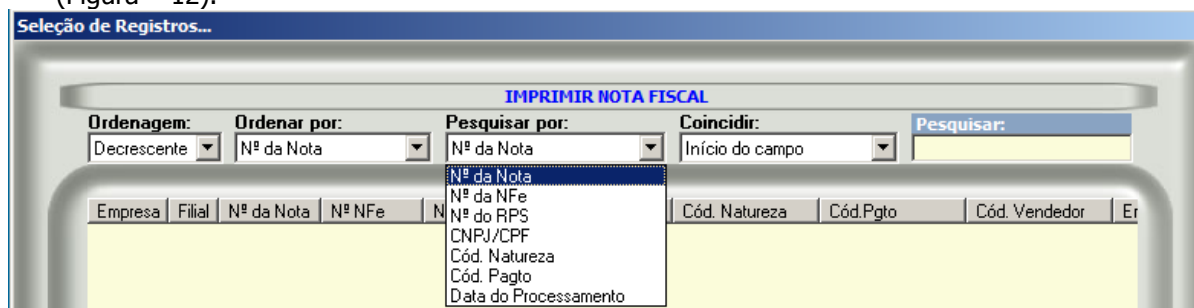 (Figura – 12).
Seleção de Registros...
IMPRIMIR NOTA FISCAL
Ordenagem: Ordenar por: Pesquisar por: Coincidir: Pesquisar:
Decrescente Nº da Nota Nº da Nota Início do campo
Nº da Nota
Nº da NFe
Nº do RPS
CNPJ/CPF
Cód. Natureza
Cód. Pagto
Data do Processamento
Empresa Filial Nº da Nota Nº NFe N Cód. Natureza Cód.Pgto Cód. Vendedor Er